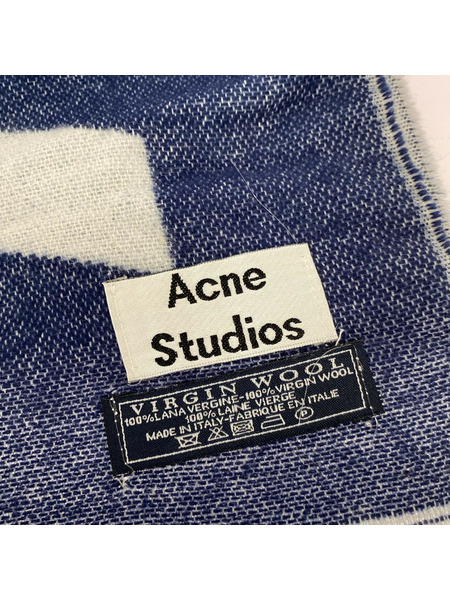 Acne
Studios
VIRGIN WOOL
100% LANA VERGINE-100% VIRGIN WOOL
100% LAINE VIERGE
MADE IN ITALY-FABRIQUE EN ITALIE
P